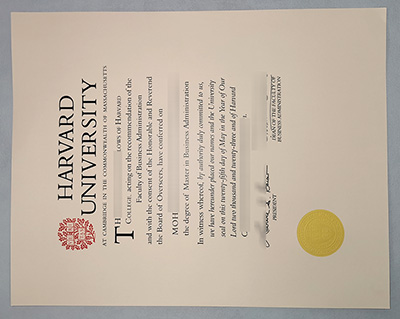 HARVARD
UNIVERSITY
AT CAMBRIDGE IN THE COMMONWEALTH OF MASSACHUSETTS
TH LOWS OF HARVARD
COLLEGE, acting on the recommendation of the
Faculty of Business Administration
and with the consent of the Honorable and Reverend
the Board of Overseers, have conferred on
MOH
the degree of Master in Business Administration
In witness whereof, by authority duly committed to us,
we have hereunder placed our names and the University
seal on this twenty-fifth day of May in the Year of Our
Lord two thousand and twenty-three and of Harvard
C
PRESIDENT
DEAN OF THE FACULTY OF
BUSINESS ADMINISTRATION